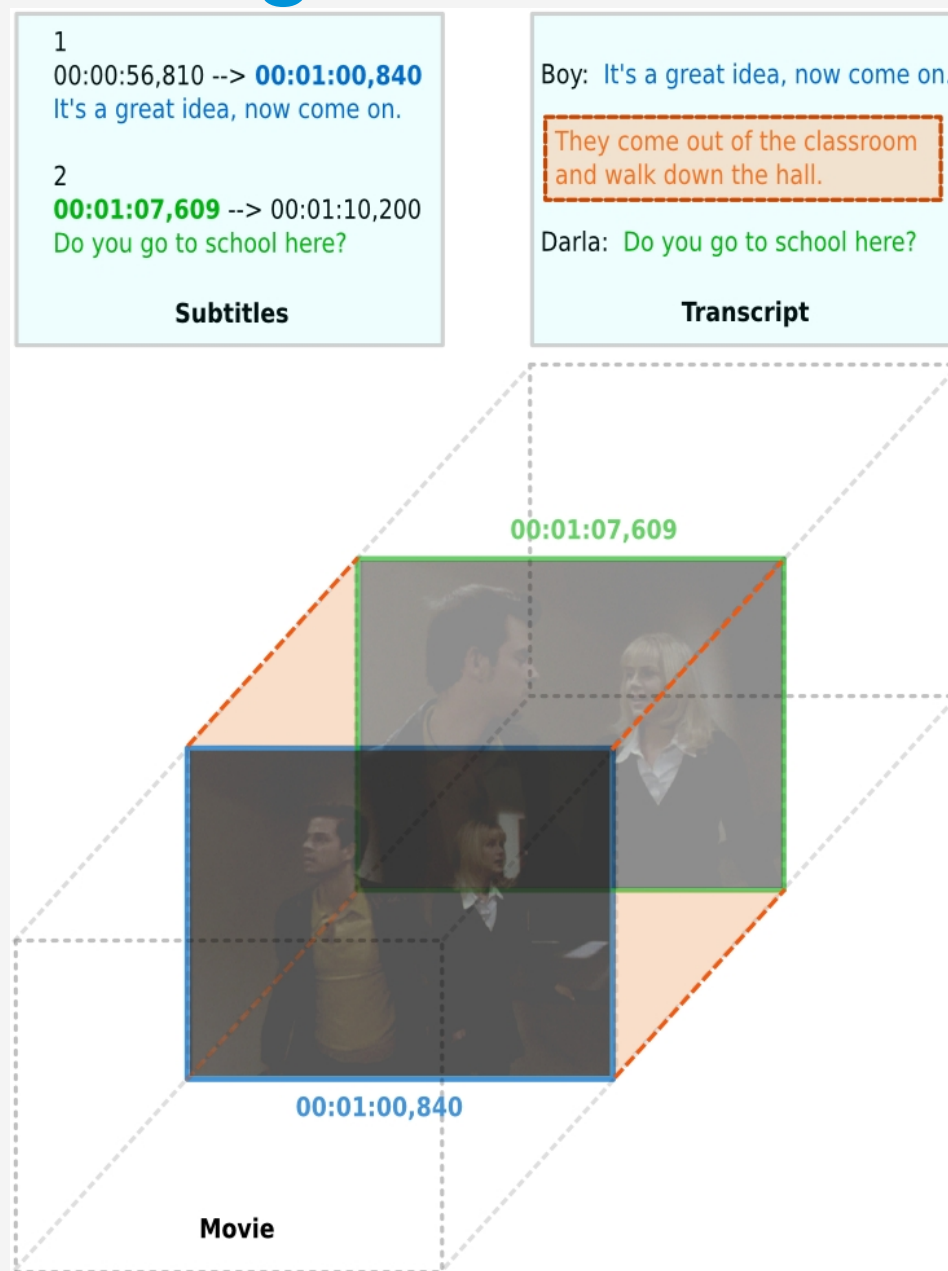 1
00:00:56,810 --> 00:01:00,840
It's a great idea, now come on.
2
00:01:07,609 --> 00:01:10,200
Do you go to school here?
Subtitles
Boy: It's a great idea, now come on.
They come out of the classroom
and walk down the hall.
Darla: Do you go to school here?
Transcript
00:01:07,609
00:01:00,840
Movie